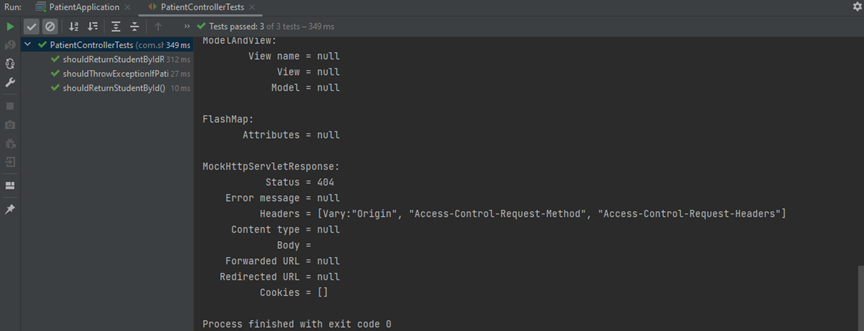 Run: PatientApplication × PatientControllerTests ×
Tests passed: 3 of 3 tests – 349 ms
PatientControllerTests (com.sl 349 ms
shouldReturnStudentByIdR 312 ms
shouldThrowExceptionIfPati 27 ms
shouldReturnStudentById() 10 ms
ModelAndView:
View name = null
View = null
Model = null
FlashMap:
Attributes = null
MockHttpServletResponse:
Status = 404
Error message = null
Headers = [Vary:"Origin", "Access-Control-Request-Method", "Access-Control-Request-Headers"]
Content type = null
Body =
Forwarded URL = null
Redirected URL = null
Cookies = []
Process finished with exit code 0